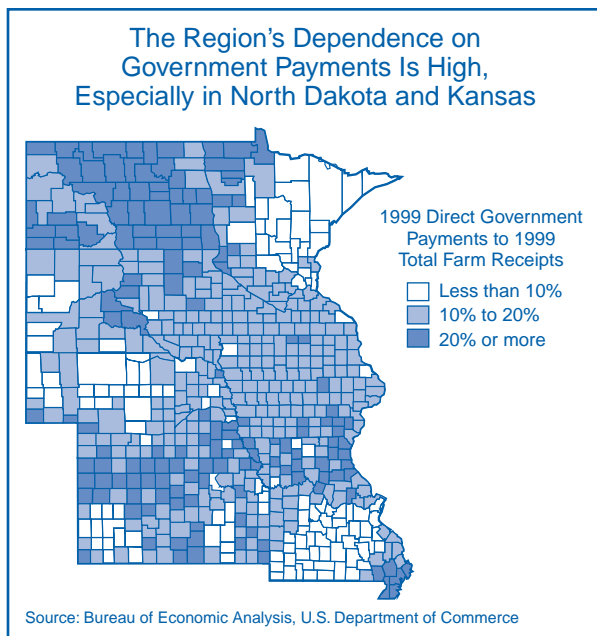 The Region's Dependence on
Government Payments Is High,
Especially in North Dakota and Kansas
1999 Direct Government
Payments to 1999
Total Farm Receipts
Less than 10%
10% to 20%
20% or more
Source: Bureau of Economic Analysis, U.S. Department of Commerce